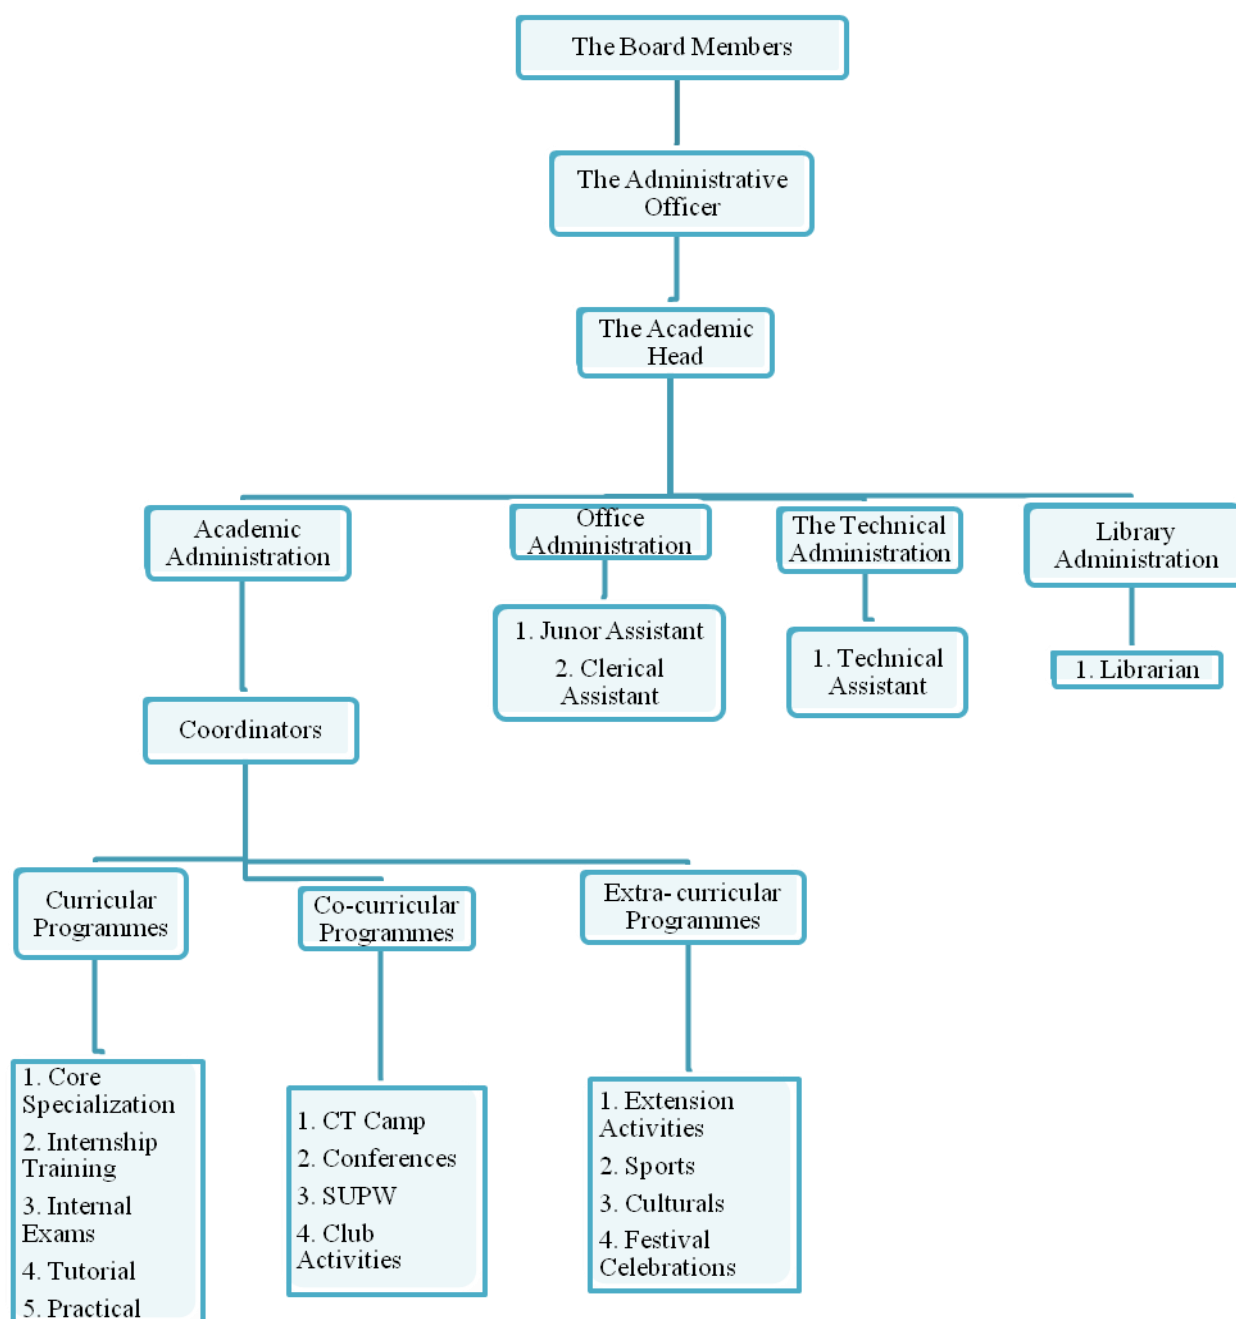 The Board Members
The Administrative
Officer
The Academic
Head
Academic
Administration
Office
Administration
The Technical
Administration
Library
Administration
1. Junor Assistant
2. Clerical
Assistant
1. Technical
Assistant
1. Librarian
Coordinators
Curricular
Programmes
Co-curricular
Programmes
Extra- curricular
Programmes
1. Core
Specialization
2. Internship
Training
3. Internal
Exams
4. Tutorial
5. Practical
1. CT Camp
2. Conferences
3. SUPW
4. Club
Activities
1. Extension
Activities
2. Sports
3. Culturals
4. Festival
Celebrations